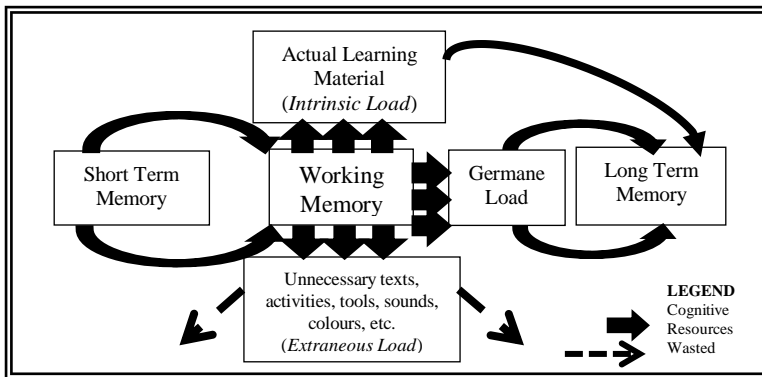 Actual Learning
Material
(Intrinsic Load)
Short Term
Memory
Working
Memory
Germane
Load
Long Term
Memory
Unnecessary texts,
activities, tools, sounds,
colours, etc.
(Extraneous Load)
LEGEND
Cognitive
Resources
Wasted